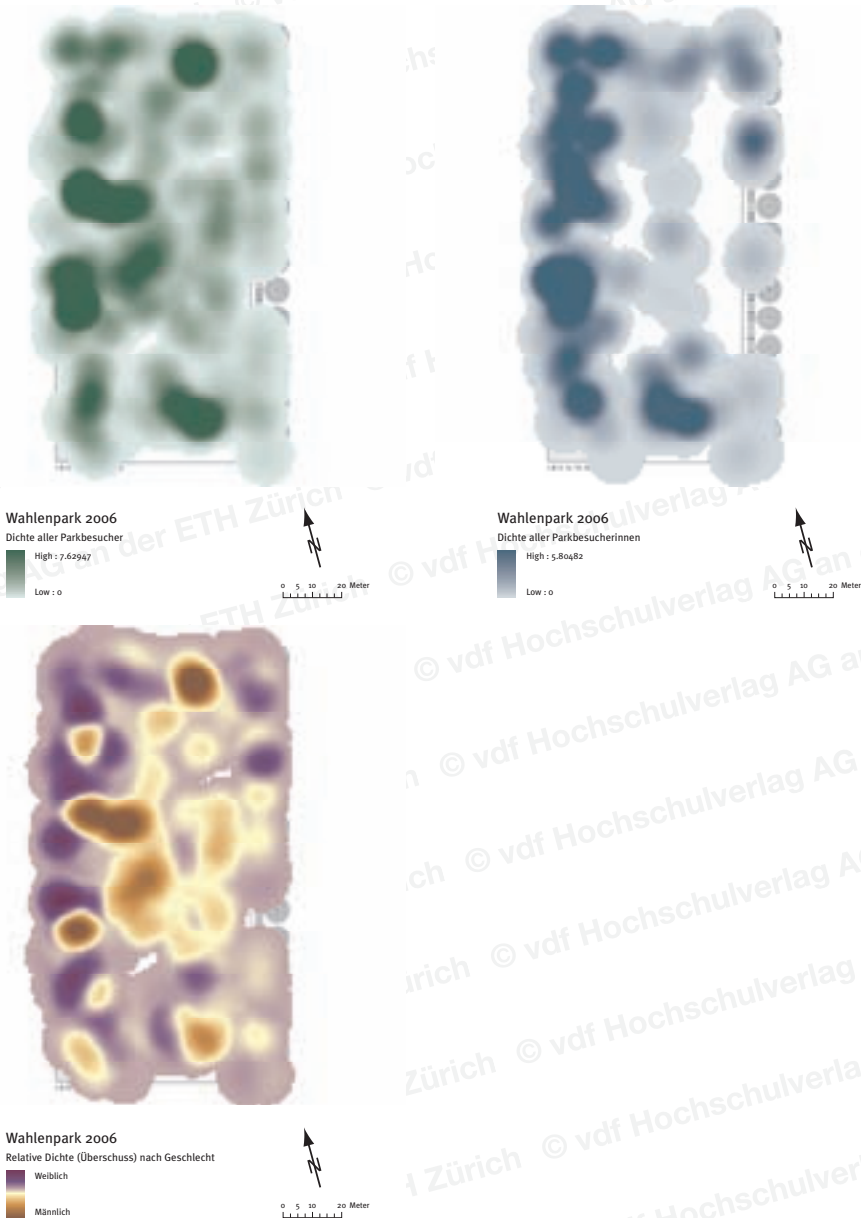 Wahlenpark 2006
Dichte aller Parkbesucher
High : 7.62947
Low : 0
0 5 10 20 Meter
Wahlenpark 2006
Dichte aller Parkbesucherinnen
High : 5.80482
Low : 0
0 5 10 20 Meter
Wahlenpark 2006
Relative Dichte (Überschuss) nach Geschlecht
Weiblich
Männlich
0 5 10 20 Meter
© vdf Hochschulverlag AG an der ETH Zürich